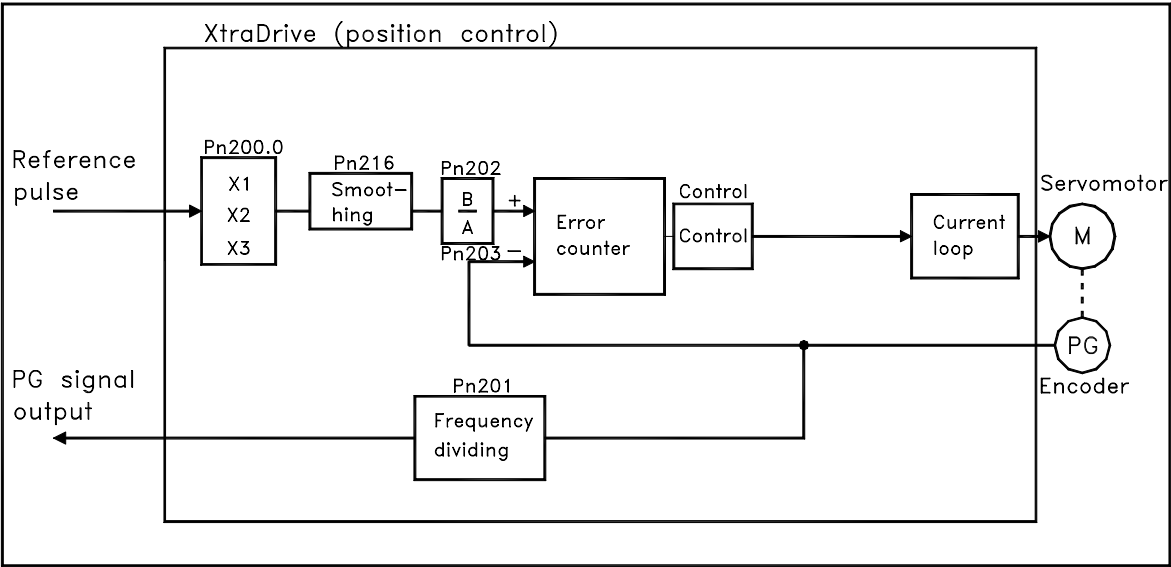 XtraDrive (position control)
Reference
pulse
Pn200.0
X1
X2
X3
Pn216
Smoot-
hing
Pn202
B
A
Pn203
+
−
Error
counter
Control
Control
Current
loop
Servomotor
M
PG
Encoder
PG signal
output
Pn201
Frequency
dividing